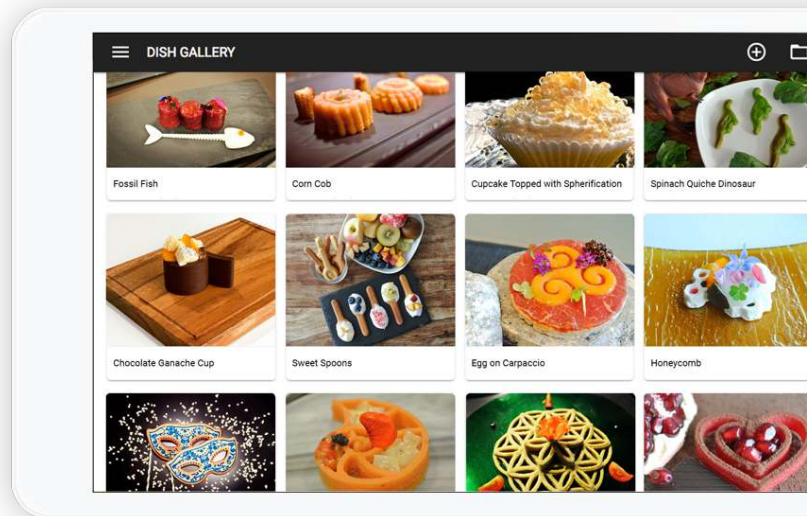 DISH GALLERY
Fossil Fish
Corn Cob
Cupcake Topped with Spherification
Spinach Quiche Dinosaur
Chocolate Ganache Cup
Sweet Spoons
Egg on Carpaccio
Honeycomb